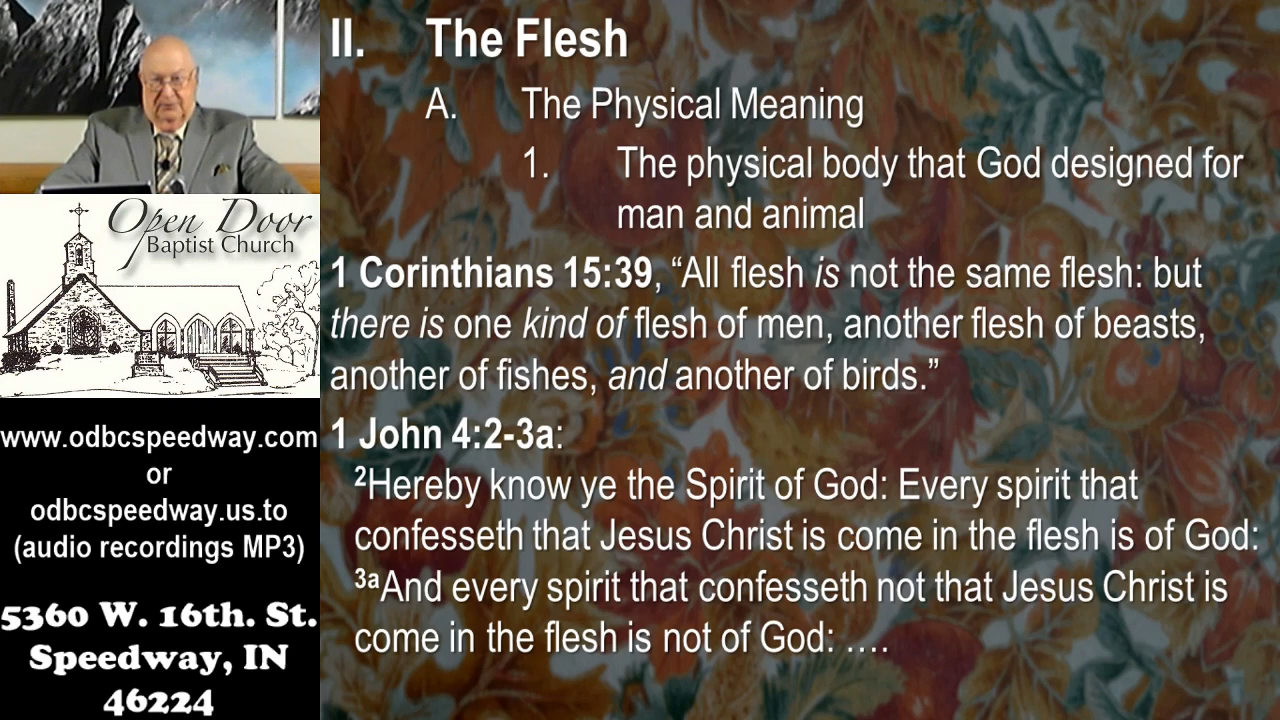 II. The Flesh
A. The Physical Meaning
1. The physical body that God designed for
man and animal
1 Corinthians 15:39, “All flesh is not the same flesh: but
there is one kind of flesh of men, another flesh of beasts,
another of fishes, and another of birds.”
1 John 4:2-3a:
2Hereby know ye the Spirit of God: Every spirit that
confesseth that Jesus Christ is come in the flesh is of God:
3aAnd every spirit that confesseth not that Jesus Christ is
come in the flesh is not of God: ….
Open Door
Baptist Church
www.odbcspeedway.com
or
odbcspeedway.us.to
(audio recordings MP3)
5360 W. 16th. St.
Speedway, IN
46224